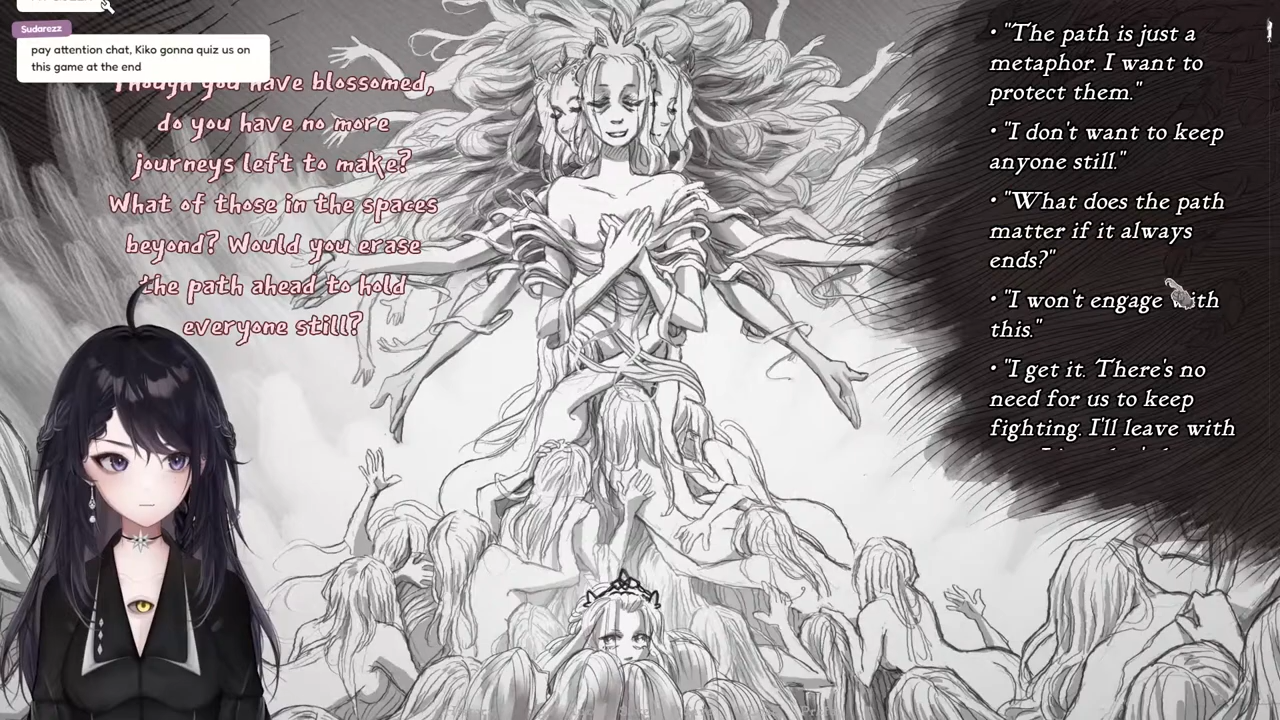 Sudarezz
pay attention chat, Kiko gonna quiz us on
this game at the end
Though you have blossomed,
do you have no more
journeys left to make?
What of those in the spaces
beyond? Would you erase
the path ahead to hold
everyone still?
• "The path is just a
metaphor. I want to
protect them."
• "I don't want to keep
anyone still."
• "What does the path
matter if it always
ends?"
• "I won't engage with
this."
• "I get it. There's no
need for us to keep
fighting. I'll leave with